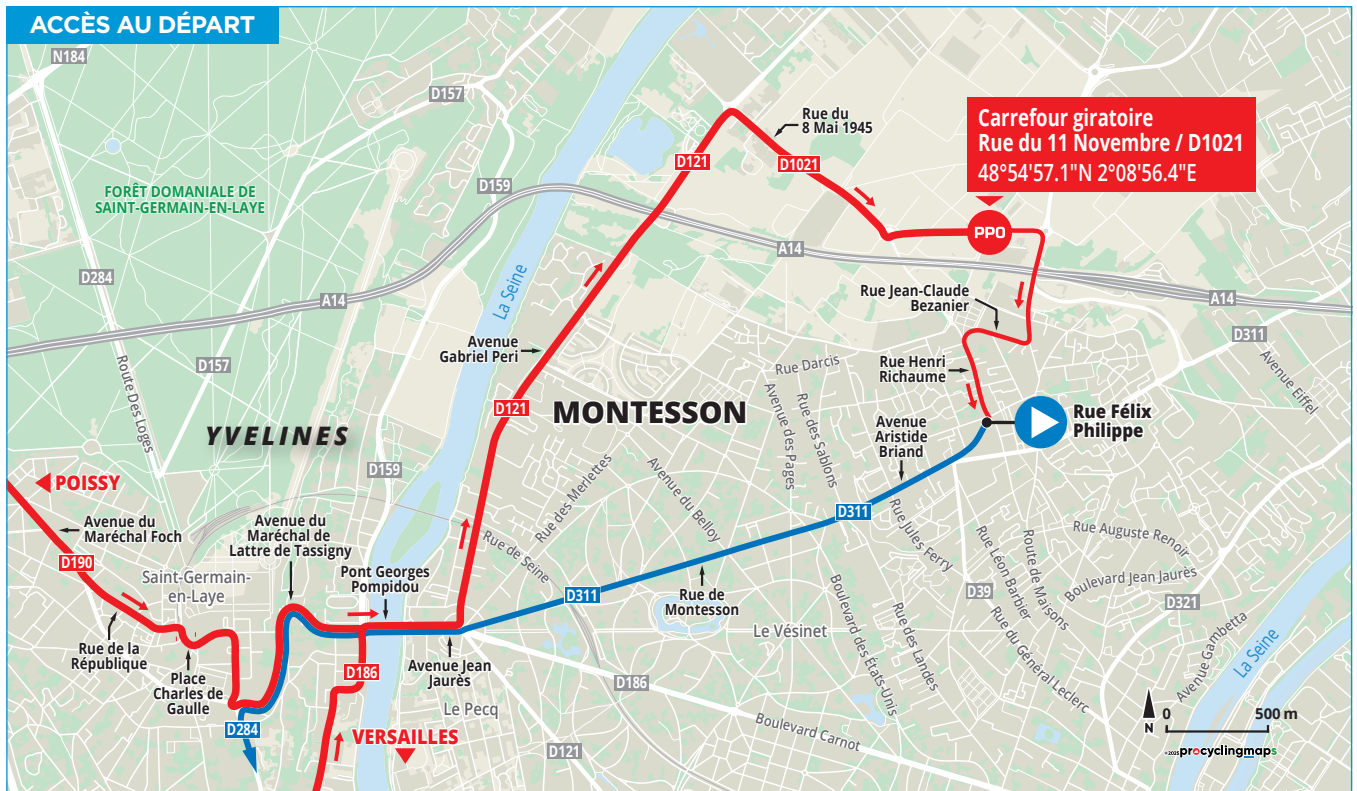 ACCÈS AU DÉPART
N184
D157
Rue du
8 Mai 1945
Carrefour giratoire
Rue du 11 Novembre / D1021
48°54'57.1"N 2°08'56.4"E
D121
D1021
D159
FORÊT DOMANIALE DE
SAINT-GERMAIN-EN-LAYE
PPO
A14
D284
La Seine
A14
Rue Jean-Claude
Bezanier
A14
D311
Avenue
Gabriel Peri
D157
Route Des Loges
Rue Darcis
Rue Henri
Richaume
Avenue Eiffel
D121
MONTESSON
Avenue des Pages
Rue des Sablons
Avenue
Aristide
Briand
Rue Félix
Philippe
YVELINES
D159
POISSY
Rue des Merlettes
Avenue du Belloy
D311
Avenue du
Maréchal Foch
Avenue du
Maréchal de
Lattre de Tassigny
Rue de Seine
Rue Jules Ferry
Rue Léon Barbier
Route de Maisons
Rue Auguste Renoir
D190
Saint-Germain-
en-Laye
Pont Georges
Pompidou
D311
Rue de
Montesson
Boulevard des États-Unis
Rue des Landes
D39
Boulevard Jean Jaurès
D321
Rue du Général Leclerc
Avenue Gambetta
La Seine
Le Vésinet
Rue de la
République
Place
Charles de
Gaulle
D186
Avenue Jean
Jaurès
D186
Le Pecq
D284
VERSAILLES
D121
Boulevard Carnot
N
0 500 m
©2025 procyclingmaps